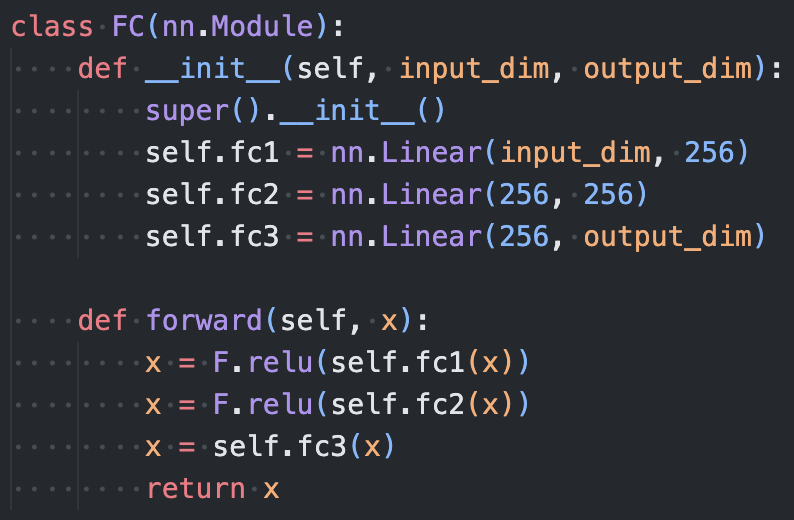 class FC(nn.Module):
    def __init__(self, input_dim, output_dim):
        super().__init__()
        self.fc1 = nn.Linear(input_dim, 256)
        self.fc2 = nn.Linear(256, 256)
        self.fc3 = nn.Linear(256, output_dim)

    def forward(self, x):
        x = F.relu(self.fc1(x))
        x = F.relu(self.fc2(x))
        x = self.fc3(x)
        return x